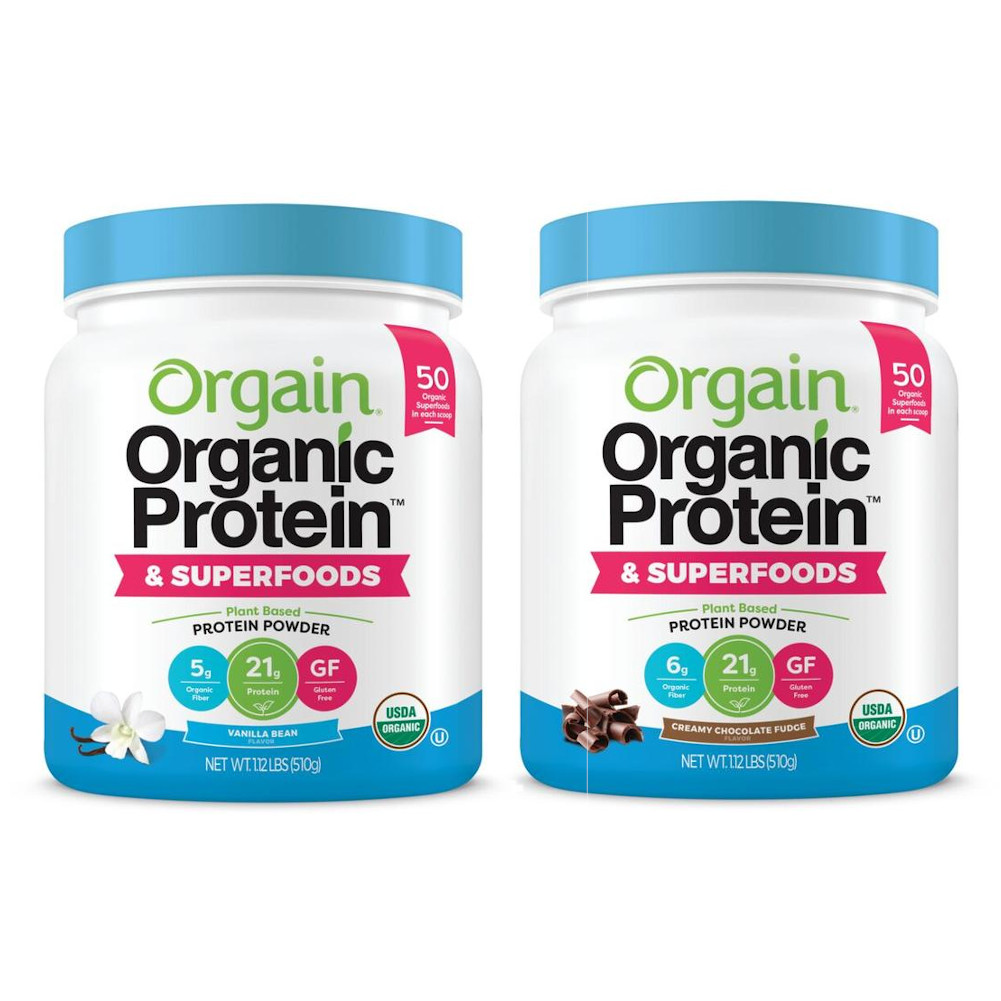 50
Organic
Superfoods
in each scoop
Orgain®
Organic
Protein™
& SUPERFOODS
Plant Based
PROTEIN POWDER
5g
Organic
Fiber
21g
Protein
GF
Gluten
Free
VANILLA BEAN
FLAVOR
USDA
ORGANIC
U
NET WT. 1.12 LBS (510g)
50
Organic
Superfoods
in each scoop
Orgain®
Organic
Protein™
& SUPERFOODS
Plant Based
PROTEIN POWDER
6g
Organic
Fiber
21g
Protein
GF
Gluten
Free
CREAMY CHOCOLATE FUDGE
FLAVOR
USDA
ORGANIC
U
NET WT. 1.12 LBS (510g)